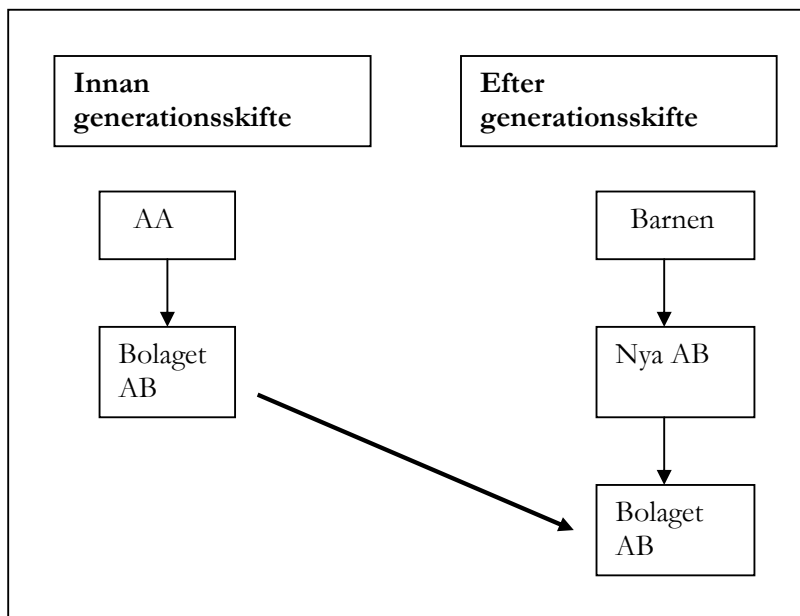 Innan
generationsskifte
Efter
generationsskifte
AA
Barnen
Bolaget
AB
Nya AB
Bolaget
AB